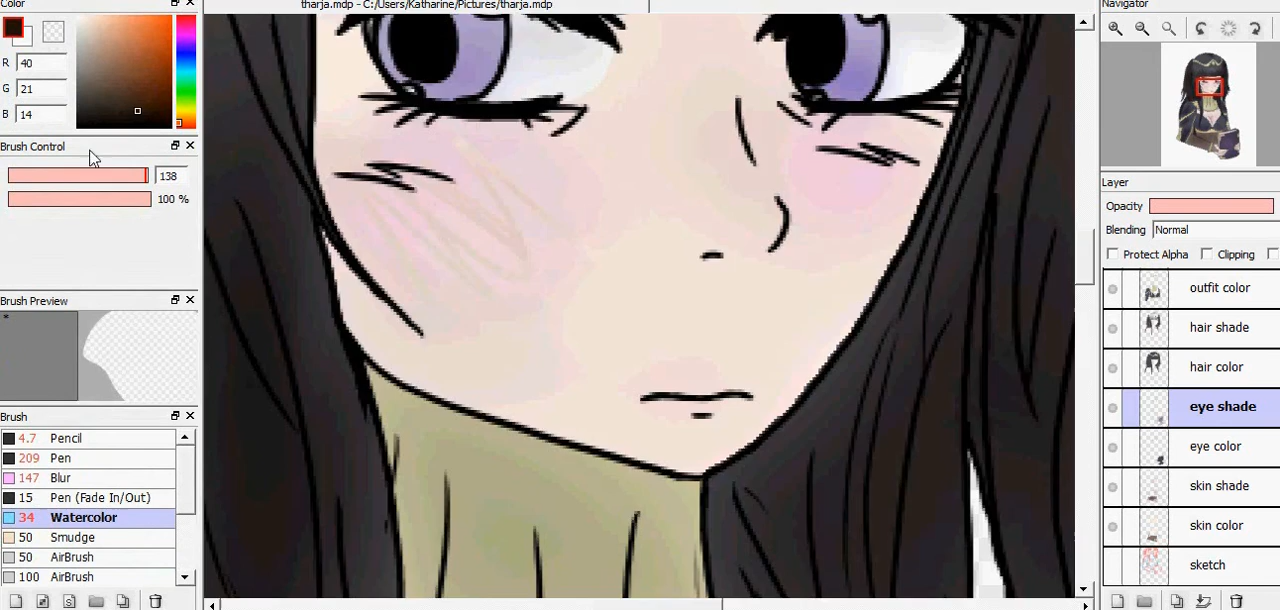 Color
tharja.mdp - C:/Users/Katharine/Pictures/tharja.mdp
Navigator
R 40
G 21
B 14
Brush Control
138
100 %
Layer
Opacity
Blending Normal
Protect Alpha Clipping
Brush Preview
*
outfit color
hair shade
hair color
eye shade
eye color
skin shade
skin color
sketch
Brush
4.7 Pencil
209 Pen
147 Blur
15 Pen (Fade In/Out)
34 Watercolor
50 Smudge
50 AirBrush
100 AirBrush